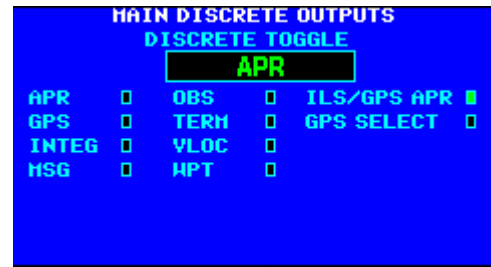 MAIN DISCRETE OUTPUTS
DISCRETE TOGGLE
APR
APR OBS ILS/GPS APR
GPS TERM GPS SELECT
INTEG VLOC
MSG WPT